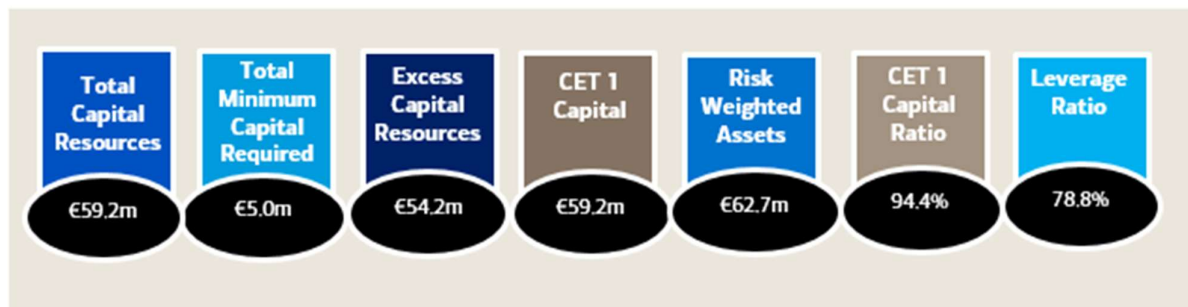 Total
Capital
Resources
€59.2m
Total
Minimum
Capital
Required
€5.0m
Excess
Capital
Resources
€54.2m
CET 1
Capital
€59.2m
Risk
Weighted
Assets
€62.7m
CET 1
Capital
Ratio
94.4%
Leverage
Ratio
78.8%